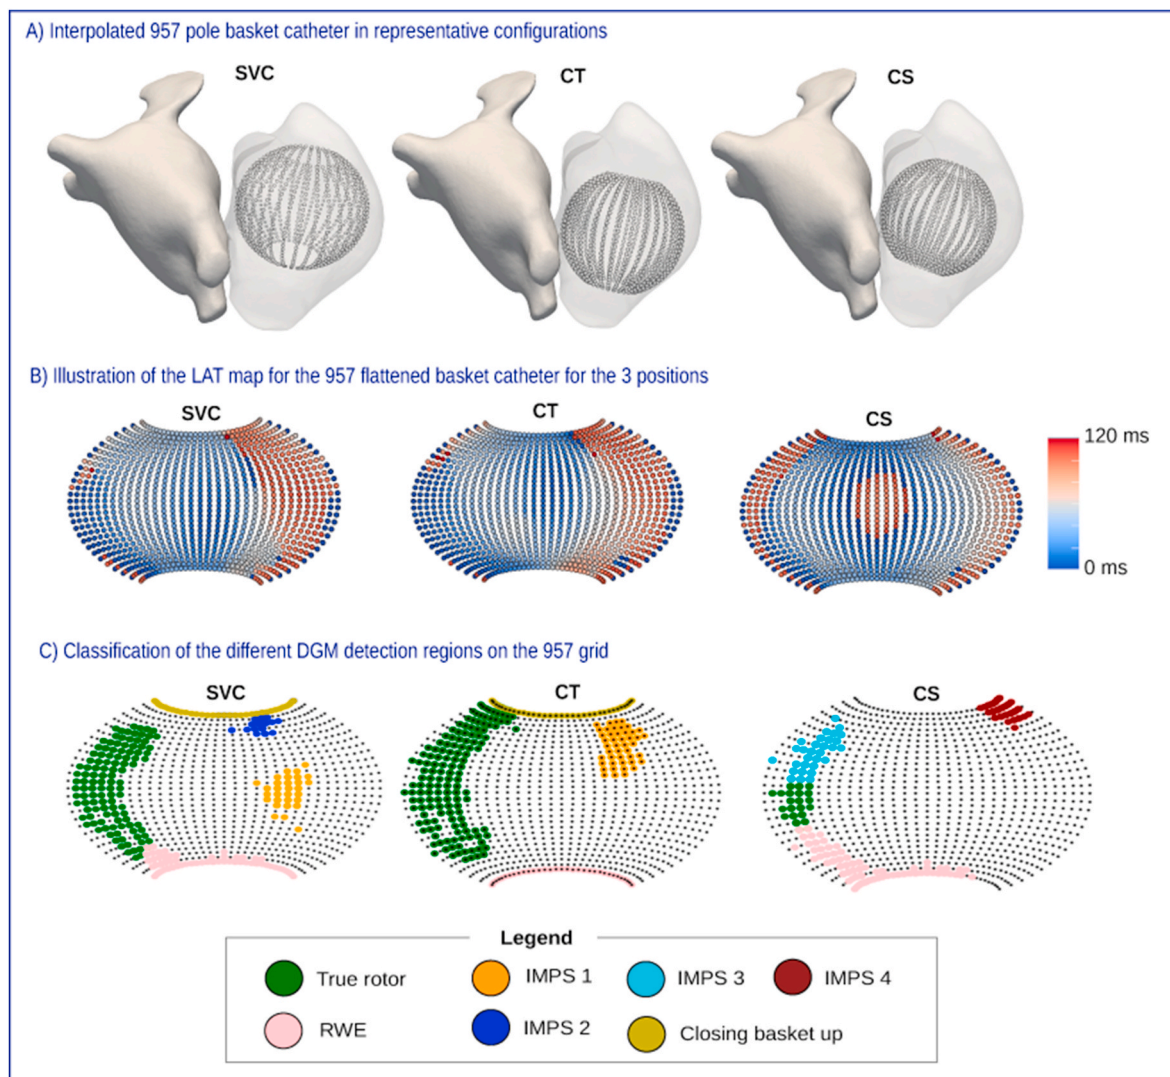 A) Interpolated 957 pole basket catheter in representative configurations
SVC CT CS
B) Illustration of the LAT map for the 957 flattened basket catheter for the 3 positions
SVC CT CS
120 ms
0 ms
C) Classification of the different DGM detection regions on the 957 grid
SVC CT CS
Legend
True rotor IMPS 1 IMPS 3 IMPS 4
RWE IMPS 2 Closing basket up